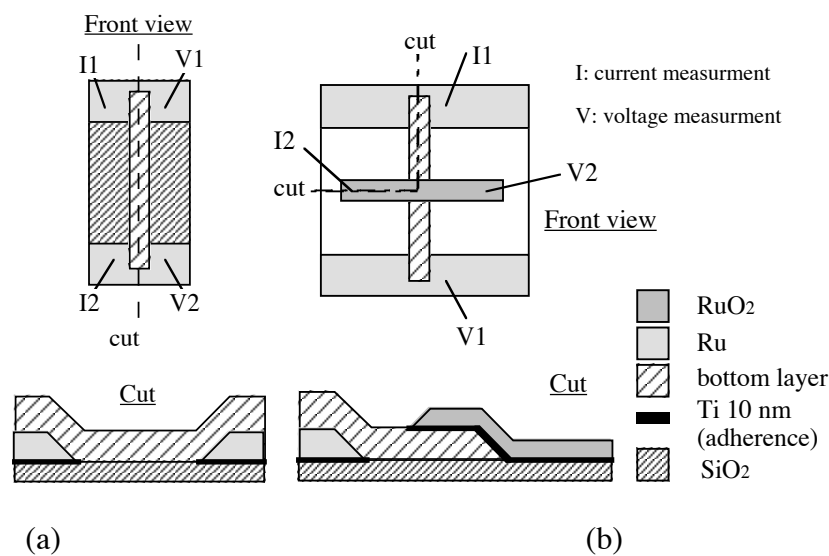 Front view
I1
V1
I2
V2
cut
cut
I1
I2
cut
V2
Front view
V1
I: current measurment
V: voltage measurment
RuO2
Ru
bottom layer
Ti 10 nm
(adherence)
SiO2
Cut
Cut
(a)
(b)